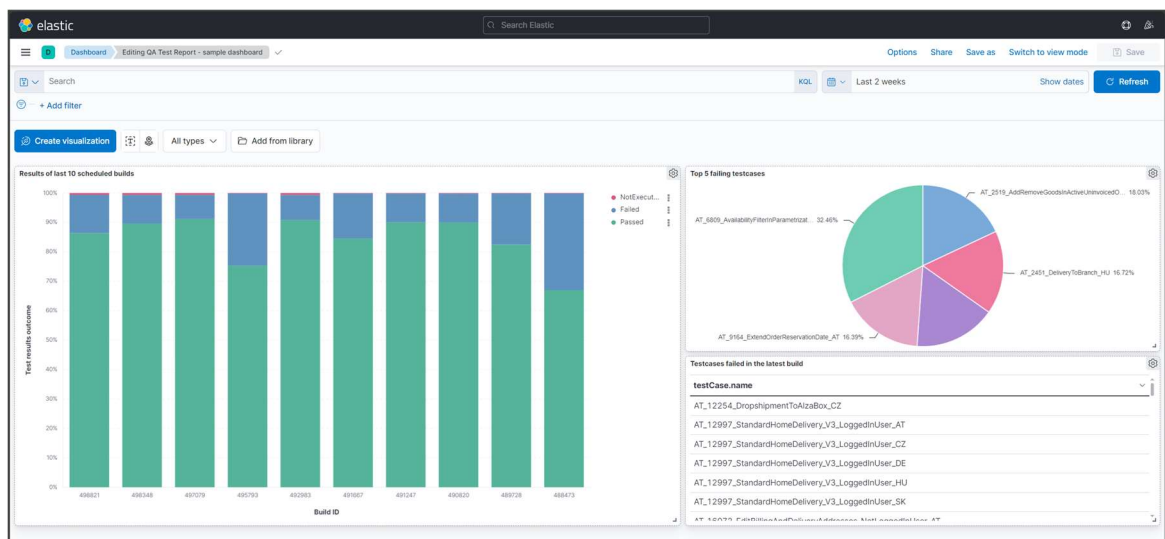 elastic
Search Elastic
D
Dashboard
Editing QA Test Report - sample dashboard
Options
Share
Save as
Switch to view mode
Save
Search
KQL
Last 2 weeks
Show dates
Refresh
+ Add filter
Create visualization
All types
Add from library
Results of last 10 scheduled builds
100%
90%
80%
70%
60%
50%
40%
30%
20%
10%
0%
Test results outcome
498821
498348
497079
495793
492983
491667
491247
490820
489728
488473
Build ID
NotExecut...
Failed
Passed
Top 5 failing testcases
AT_2519_AddRemoveGoodsInActiveUninvoicedO... 18.03%
AT_6809_AvailabilityFilterInParametrizat... 32.46%
AT_2451_DeliveryToBranch_HU 16.72%
AT_9164_ExtendOrderReservationDate_AT 16.39%
Testcases failed in the latest build
testCase.name
AT_12254_DropshipmentToAlzaBox_CZ
AT_12997_StandardHomeDelivery_V3_LoggedInUser_AT
AT_12997_StandardHomeDelivery_V3_LoggedInUser_CZ
AT_12997_StandardHomeDelivery_V3_LoggedInUser_DE
AT_12997_StandardHomeDelivery_V3_LoggedInUser_HU
AT_12997_StandardHomeDelivery_V3_LoggedInUser_SK